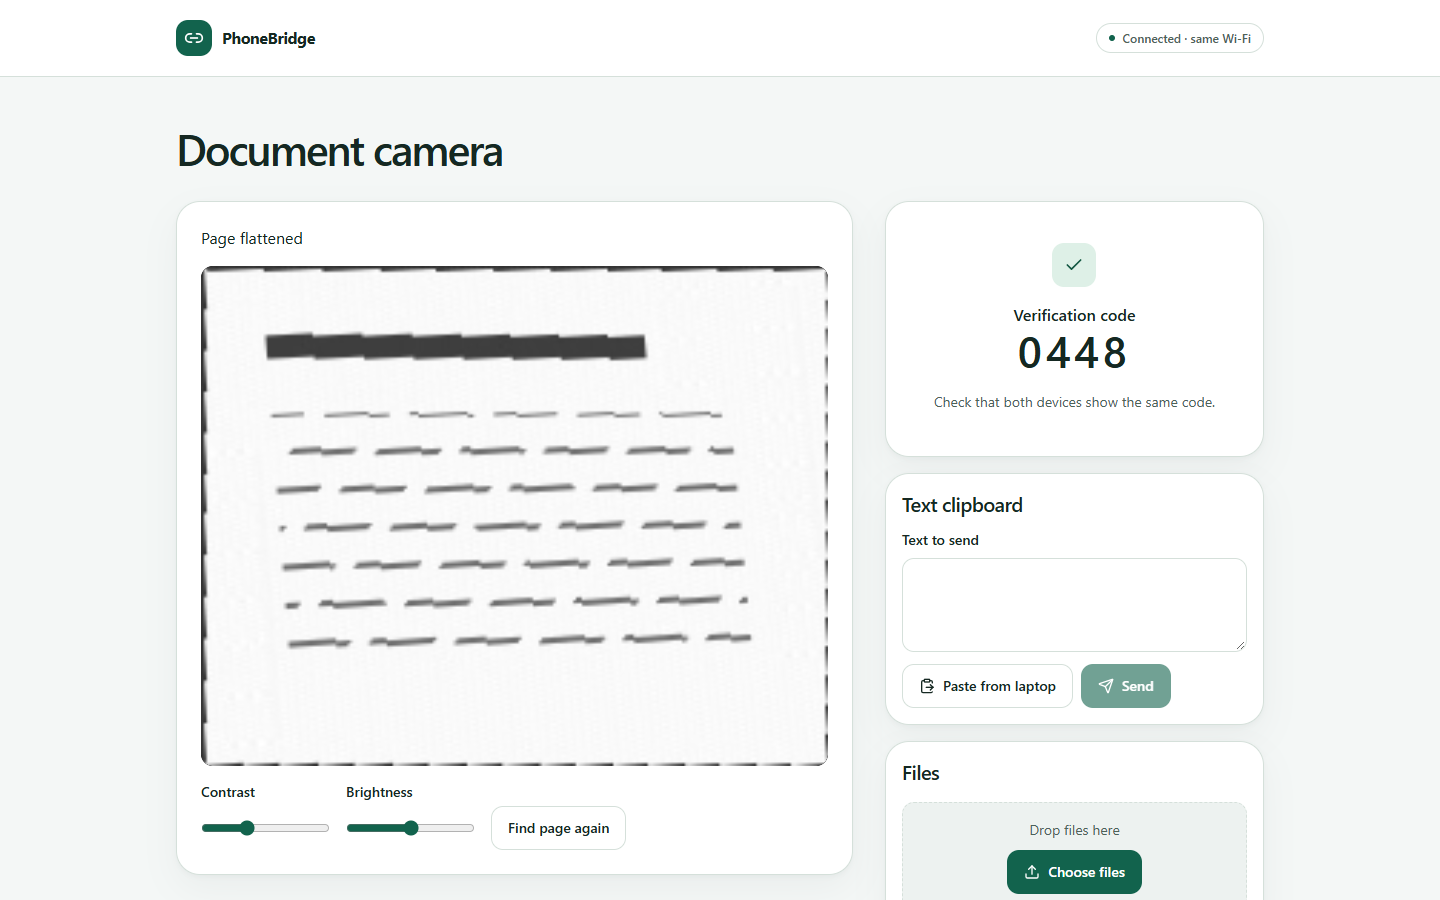 PhoneBridge
Connected · same Wi-Fi
Document camera
Page flattened
Contrast
Brightness
Find page again
Verification code
0448
Check that both devices show the same code.
Text clipboard
Text to send
Paste from laptop
Send
Files
Drop files here
Choose files